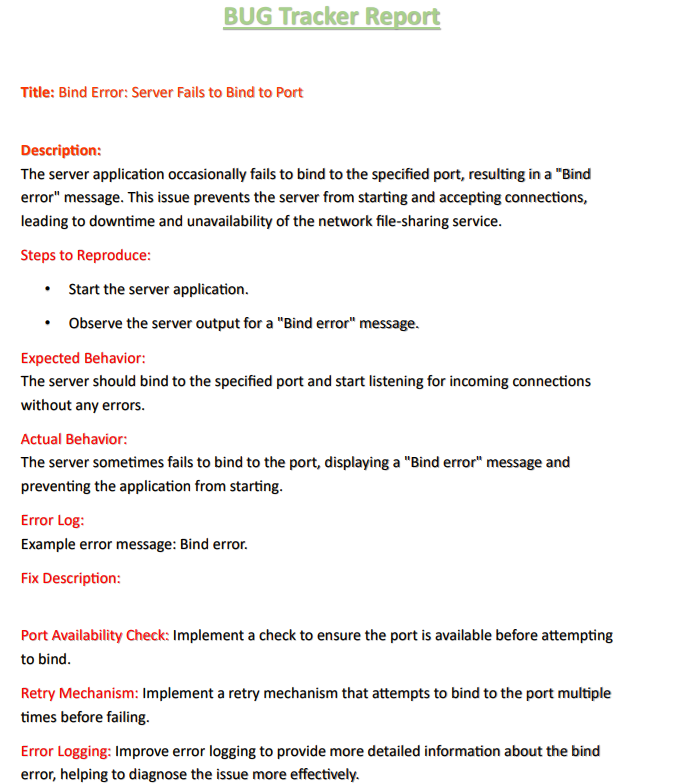 BUG Tracker Report
Title: Bind Error: Server Fails to Bind to Port
Description:
The server application occasionally fails to bind to the specified port, resulting in a "Bind
error" message. This issue prevents the server from starting and accepting connections,
leading to downtime and unavailability of the network file-sharing service.
Steps to Reproduce:
• Start the server application.
• Observe the server output for a "Bind error" message.
Expected Behavior:
The server should bind to the specified port and start listening for incoming connections
without any errors.
Actual Behavior:
The server sometimes fails to bind to the port, displaying a "Bind error" message and
preventing the application from starting.
Error Log:
Example error message: Bind error.
Fix Description:
Port Availability Check: Implement a check to ensure the port is available before attempting
to bind.
Retry Mechanism: Implement a retry mechanism that attempts to bind to the port multiple
times before failing.
Error Logging: Improve error logging to provide more detailed information about the bind
error, helping to diagnose the issue more effectively.